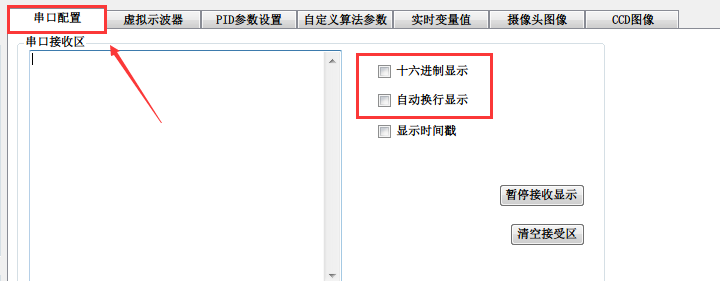 串口配置 虚拟示波器 PID参数设置 自定义算法参数 实时变量值 摄像头图像 CCD图像
串口接收区
十六进制显示
自动换行显示
显示时间戳
暂停接收显示
清空接受区